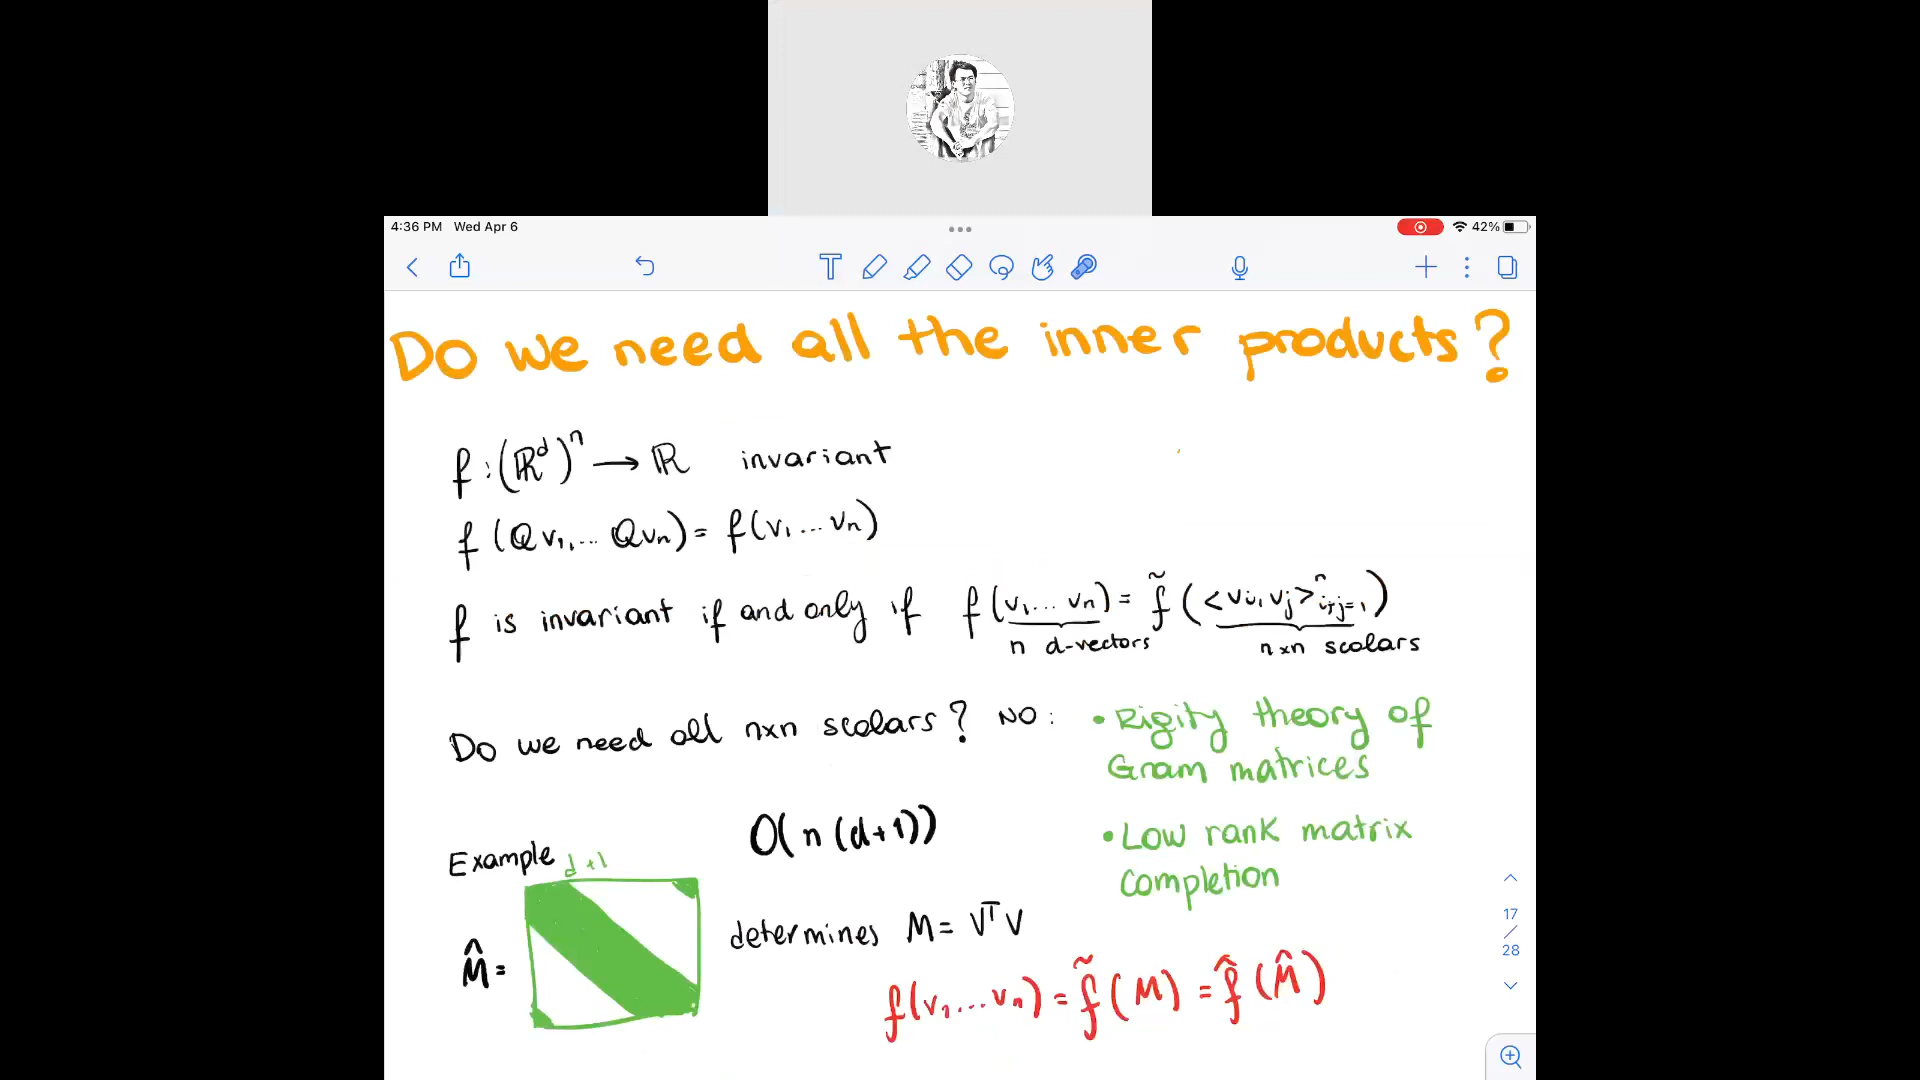 4:36 PM Wed Apr 6
42%
Do we need all the inner products?
f : (ℝᵈ)ⁿ → ℝ invariant
f (Qv₁,... Qvₙ) = f(v₁ ... vₙ)
f is invariant if and only if f(v₁... vₙ) = f̃ (<vᵢ, vⱼ>ⁿᵢ,ⱼ₌₁)
n d-vectors n×n scalars
Do we need all n×n scalars? NO:
• Rigity theory of
Gram matrices
O(n(d+1))
• Low rank matrix
completion
Example
d+1
M̂ =
determines M = VᵀV
f(v₁...vₙ) = f̃(M) = f̂(M̂)
17
/
28